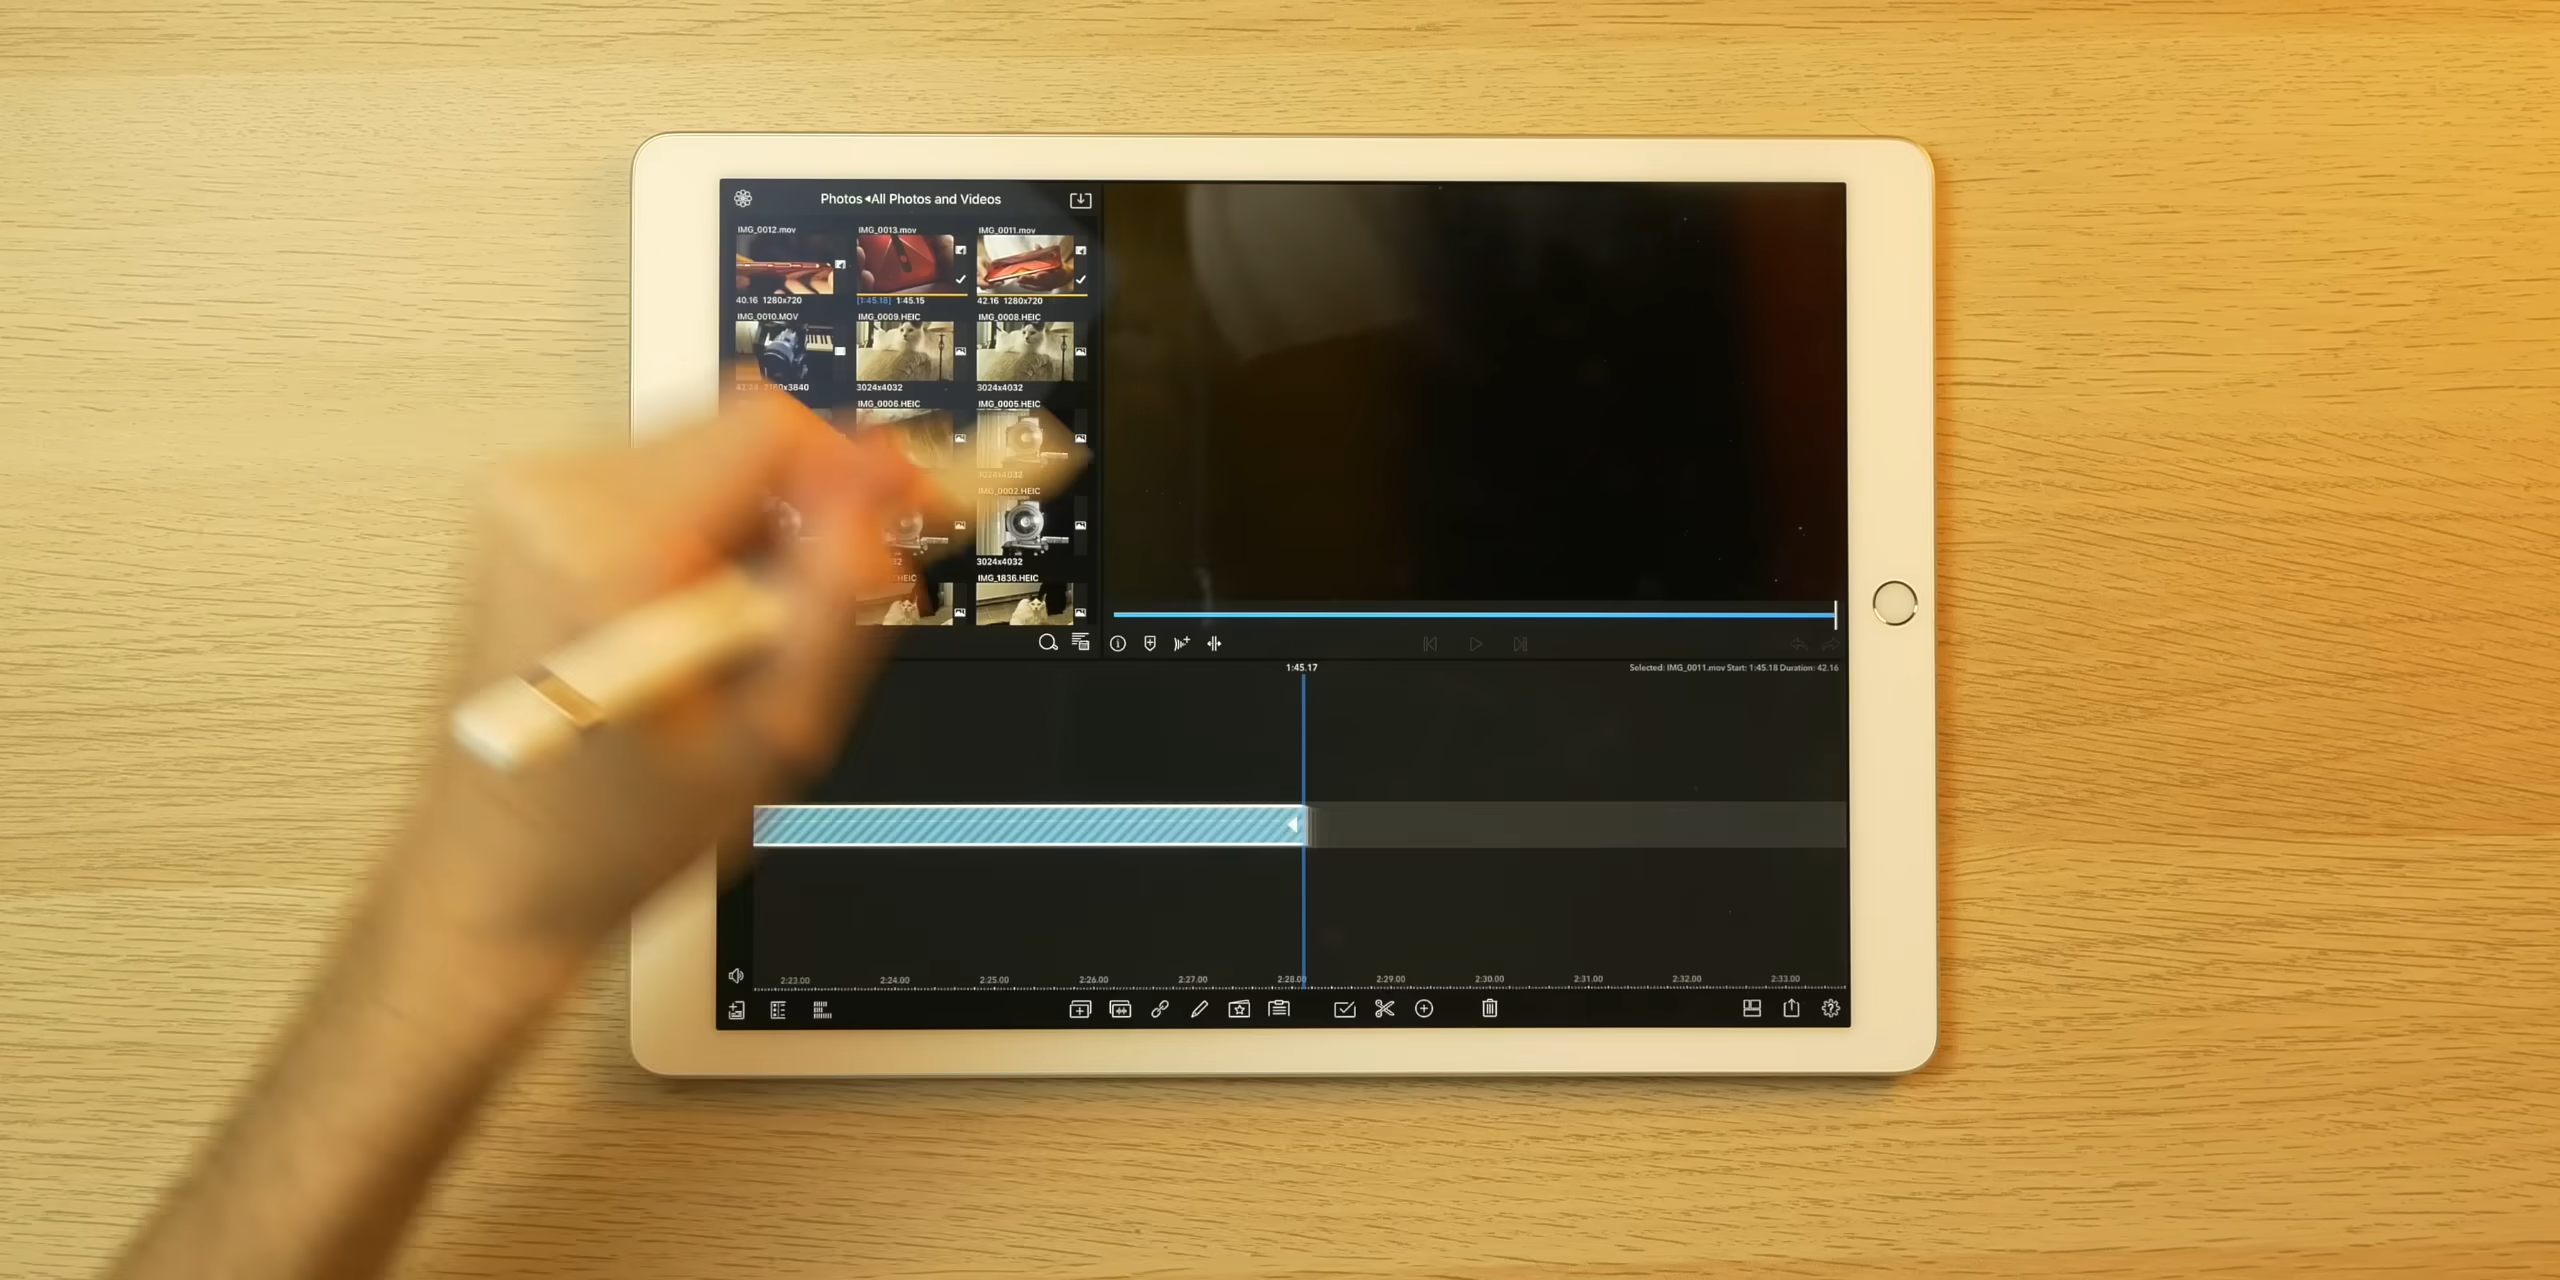 Photos◂All Photos and Videos
IMG_0012.mov IMG_0013.mov IMG_0011.mov
40.16 1280x720 [1:45.18] 1:45.15 42.16 1280x720
IMG_0010.MOV IMG_0009.HEIC IMG_0008.HEIC
2160x3840 3024x4032 3024x4032
IMG_0006.HEIC IMG_0005.HEIC
3024x4032
IMG_0002.HEIC
3024x4032
HEIC IMG_1836.HEIC
1:45.17
Selected: IMG_0011.mov Start: 1:45.18 Duration: 42.16
2:23.00 2:24.00 2:25.00 2:26.00 2:27.00 2:28.00 2:29.00 2:30.00 2:31.00 2:32.00 2:33.00